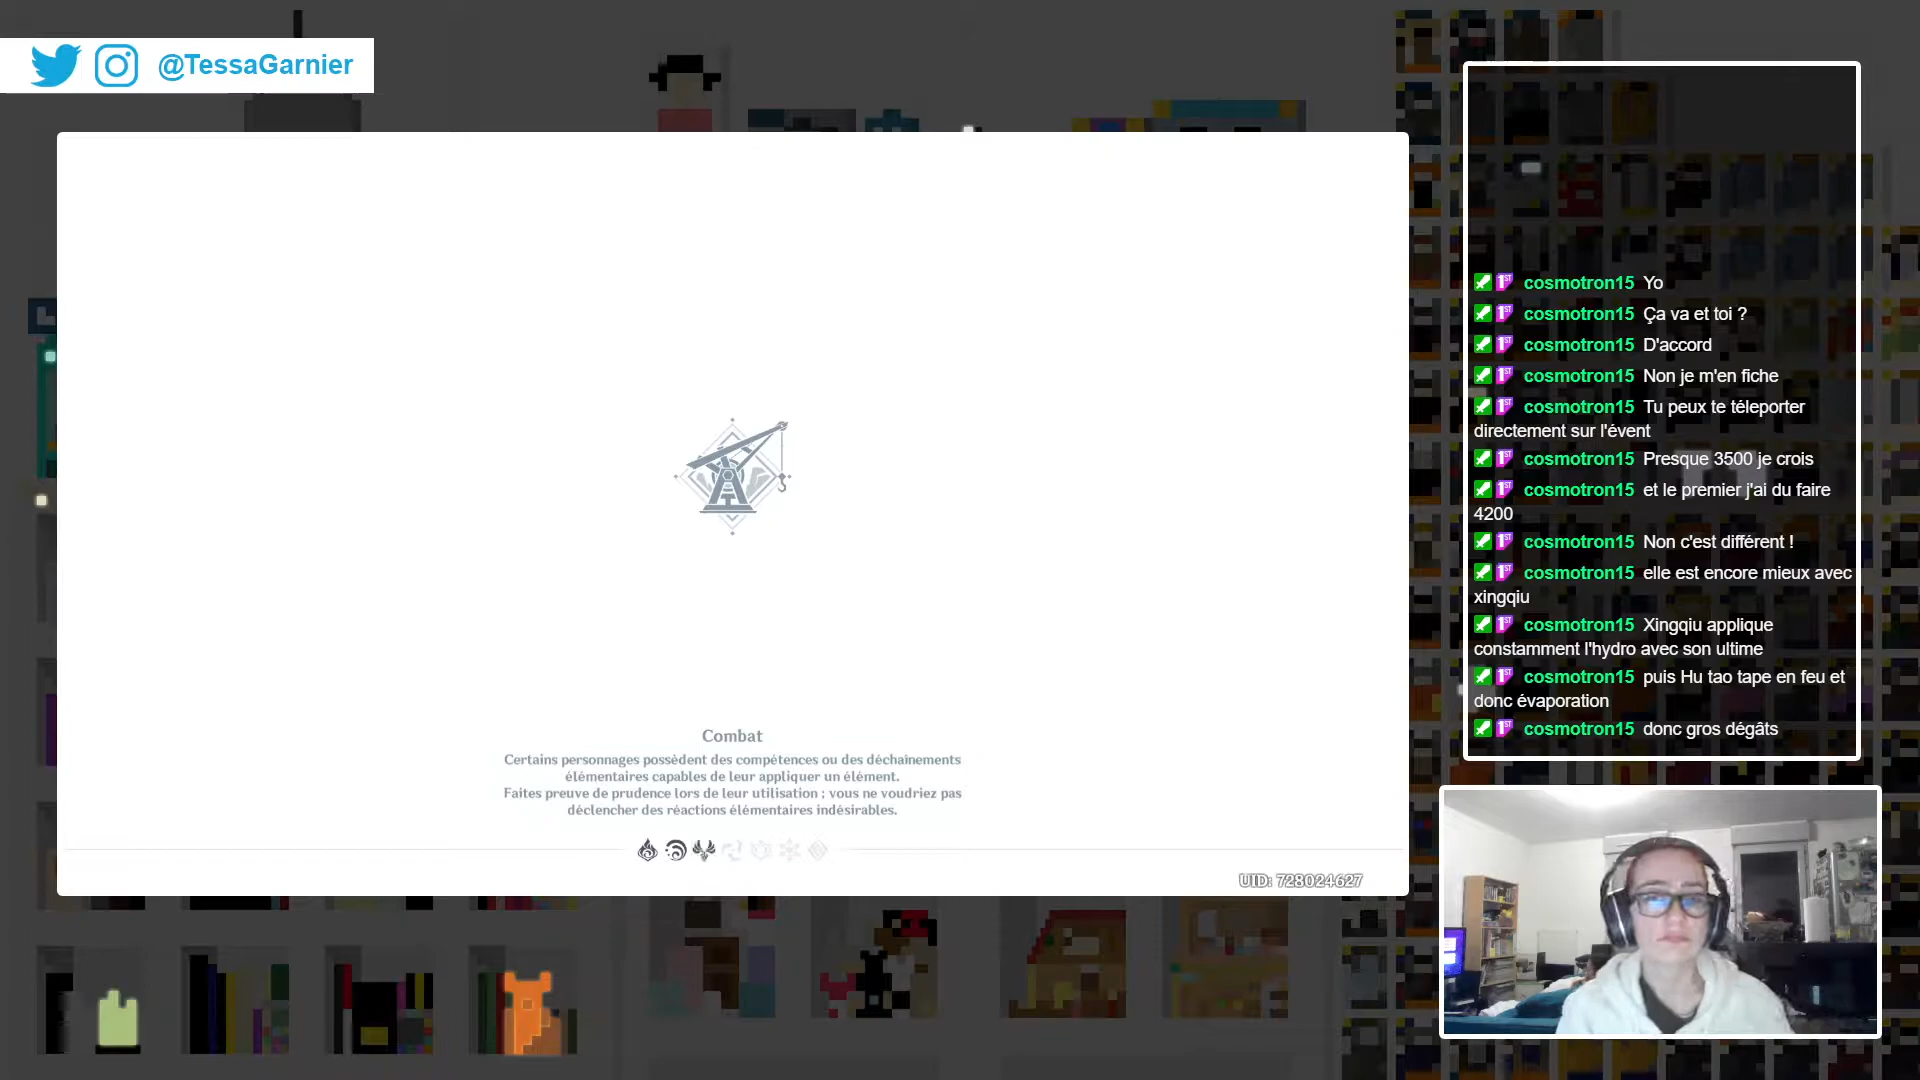 @TessaGarnier
cosmotron15 Yo
cosmotron15 Ça va et toi ?
cosmotron15 D'accord
cosmotron15 Non je m'en fiche
cosmotron15 Tu peux te téleporter
directement sur l'évent
cosmotron15 Presque 3500 je crois
cosmotron15 et le premier j'ai du faire
4200
cosmotron15 Non c'est différent !
cosmotron15 elle est encore mieux avec
xingqiu
cosmotron15 Xingqiu applique
constamment l'hydro avec son ultime
cosmotron15 puis Hu tao tape en feu et
donc évaporation
cosmotron15 donc gros dégâts
Combat
Certains personnages possèdent des compétences ou des déchaînements
élémentaires capables de leur appliquer un élément.
Faites preuve de prudence lors de leur utilisation ; vous ne voudriez pas
déclencher des réactions élémentaires indésirables.
UID: 728024627